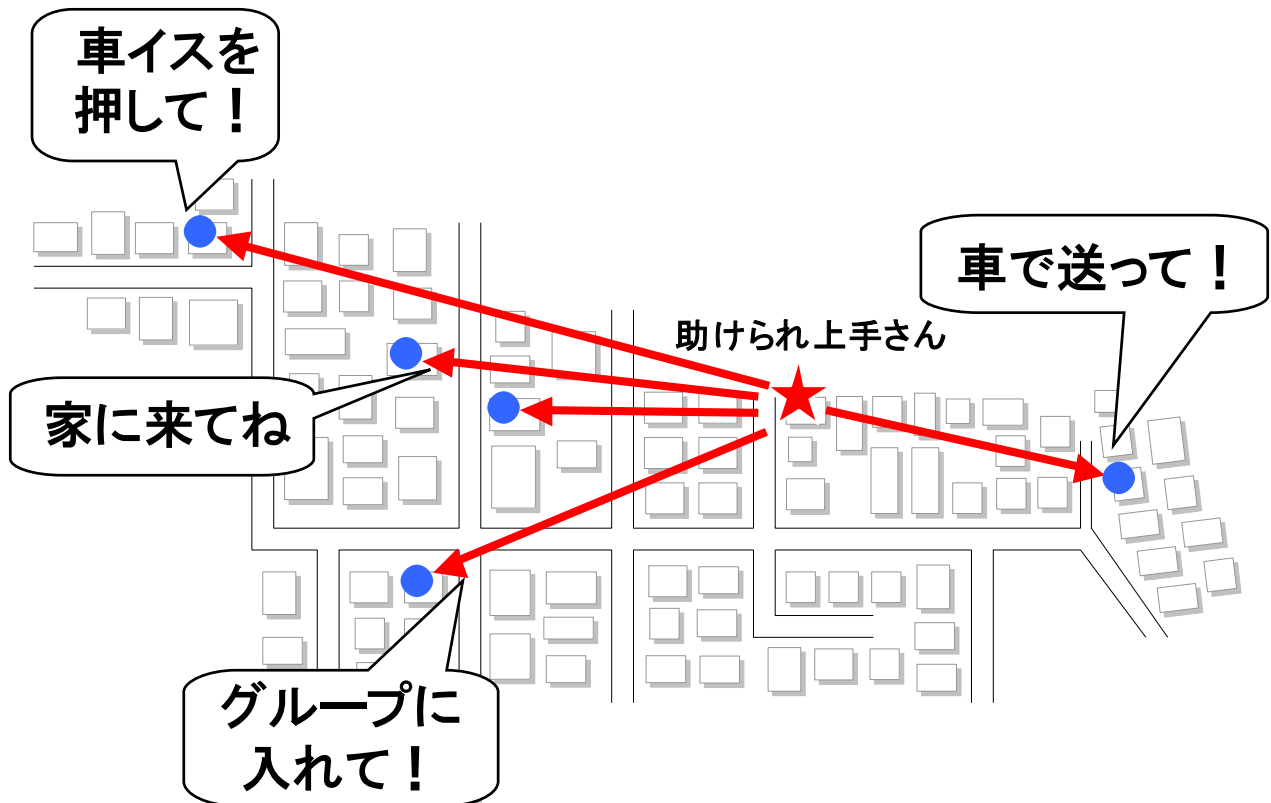 車イスを
押して！
車で送って！
助けられ上手さん
家に来てね
グループに
入れて！